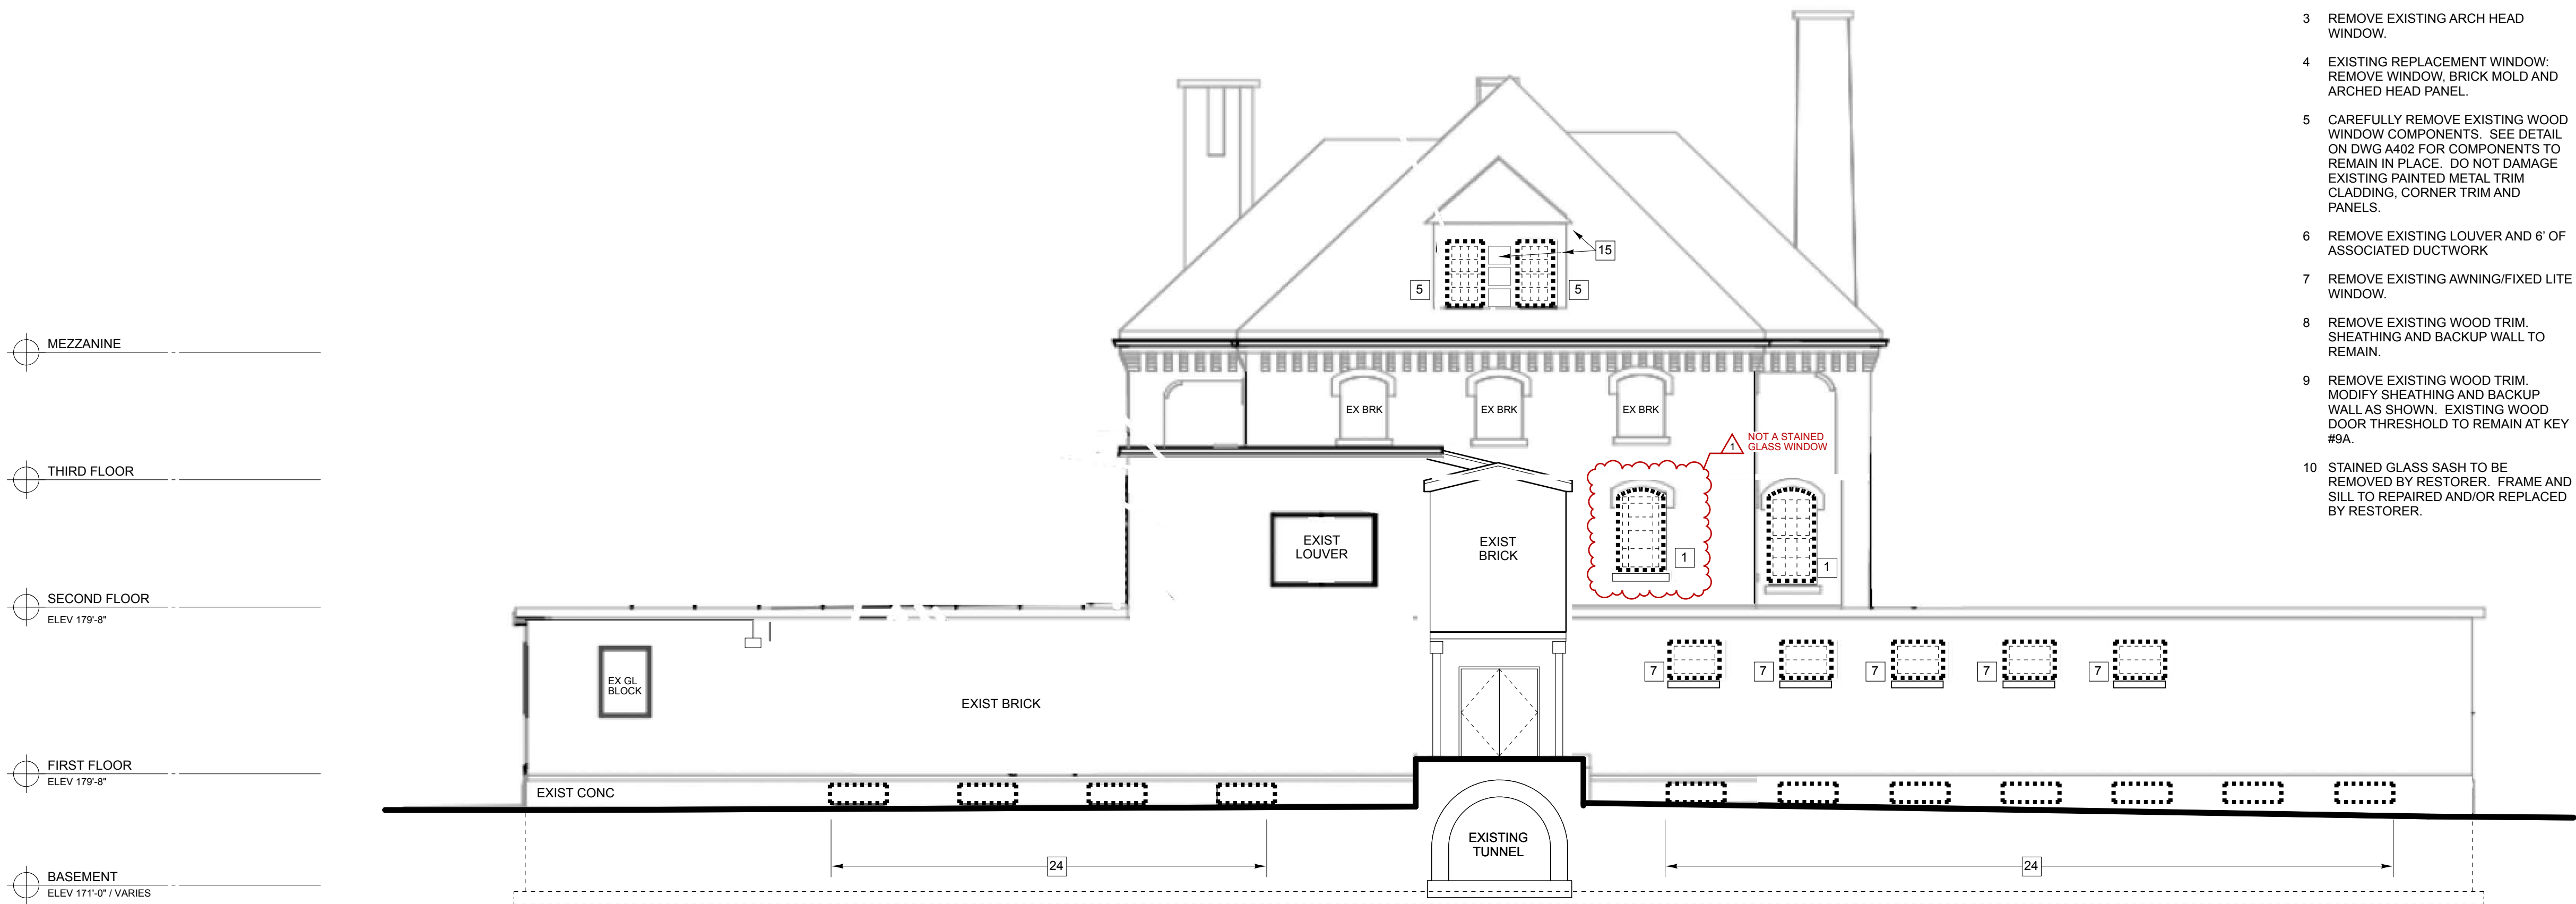 3 REMOVE EXISTING ARCH HEAD
WINDOW.
4 EXISTING REPLACEMENT WINDOW:
REMOVE WINDOW, BRICK MOLD AND
ARCHED HEAD PANEL.
5 CAREFULLY REMOVE EXISTING WOOD
WINDOW COMPONENTS. SEE DETAIL
ON DWG A402 FOR COMPONENTS TO
REMAIN IN PLACE. DO NOT DAMAGE
EXISTING PAINTED METAL TRIM
CLADDING, CORNER TRIM AND
PANELS.
6 REMOVE EXISTING LOUVER AND 6' OF
ASSOCIATED DUCTWORK
7 REMOVE EXISTING AWNING/FIXED LITE
WINDOW.
8 REMOVE EXISTING WOOD TRIM.
SHEATHING AND BACKUP WALL TO
REMAIN.
9 REMOVE EXISTING WOOD TRIM.
MODIFY SHEATHING AND BACKUP
WALL AS SHOWN. EXISTING WOOD
DOOR THRESHOLD TO REMAIN AT KEY
#9A.
10 STAINED GLASS SASH TO BE
REMOVED BY RESTORER. FRAME AND
SILL TO REPAIRED AND/OR REPLACED
BY RESTORER.
15
5
5
MEZZANINE
EX BRK
EX BRK
EX BRK
1
NOT A STAINED
GLASS WINDOW
THIRD FLOOR
EXIST
LOUVER
EXIST
BRICK
1
1
SECOND FLOOR
ELEV 179'-8"
EX GL
BLOCK
7
7
7
7
7
EXIST BRICK
FIRST FLOOR
ELEV 179'-8"
EXIST CONC
EXISTING
TUNNEL
24
24
BASEMENT
ELEV 171'-0" / VARIES